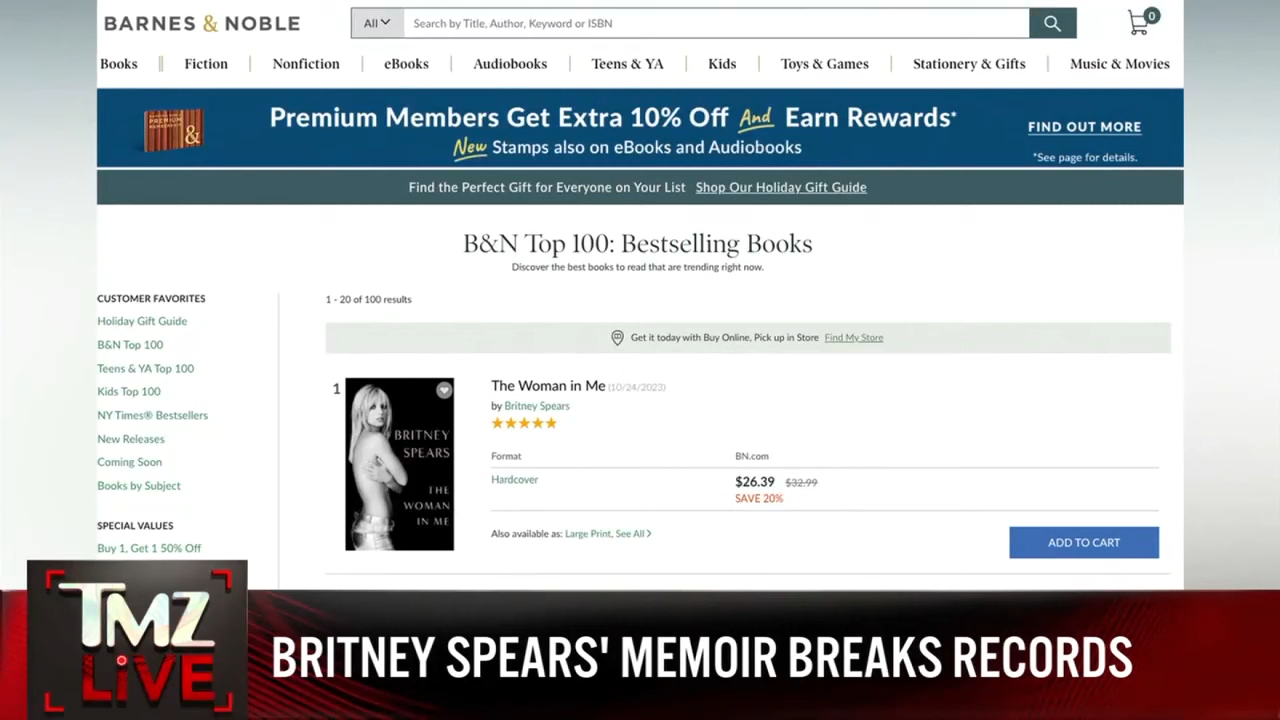 BARNES & NOBLE
All
Search by Title, Author, Keyword or ISBN
0
Books
Fiction
Nonfiction
eBooks
Audiobooks
Teens & YA
Kids
Toys & Games
Stationery & Gifts
Music & Movies
PREMIUM
&
Premium Members Get Extra 10% Off And Earn Rewards*
New Stamps also on eBooks and Audiobooks
FIND OUT MORE
*See page for details.
Find the Perfect Gift for Everyone on Your List Shop Our Holiday Gift Guide
B&N Top 100: Bestselling Books
Discover the best books to read that are trending right now.
CUSTOMER FAVORITES
Holiday Gift Guide
B&N Top 100
Teens & YA Top 100
Kids Top 100
NY Times® Bestsellers
New Releases
Coming Soon
Books by Subject
SPECIAL VALUES
Buy 1, Get 1 50% Off
1 - 20 of 100 results
Get it today with Buy Online, Pick up in Store Find My Store
1
BRITNEY
SPEARS
THE
WOMAN
IN ME
The Woman in Me (10/24/2023)
by Britney Spears
Format
BN.com
Hardcover
$26.39 $32.99
SAVE 20%
Also available as: Large Print, See All
ADD TO CART
TMZ
LiVE
BRITNEY SPEARS' MEMOIR BREAKS RECORDS